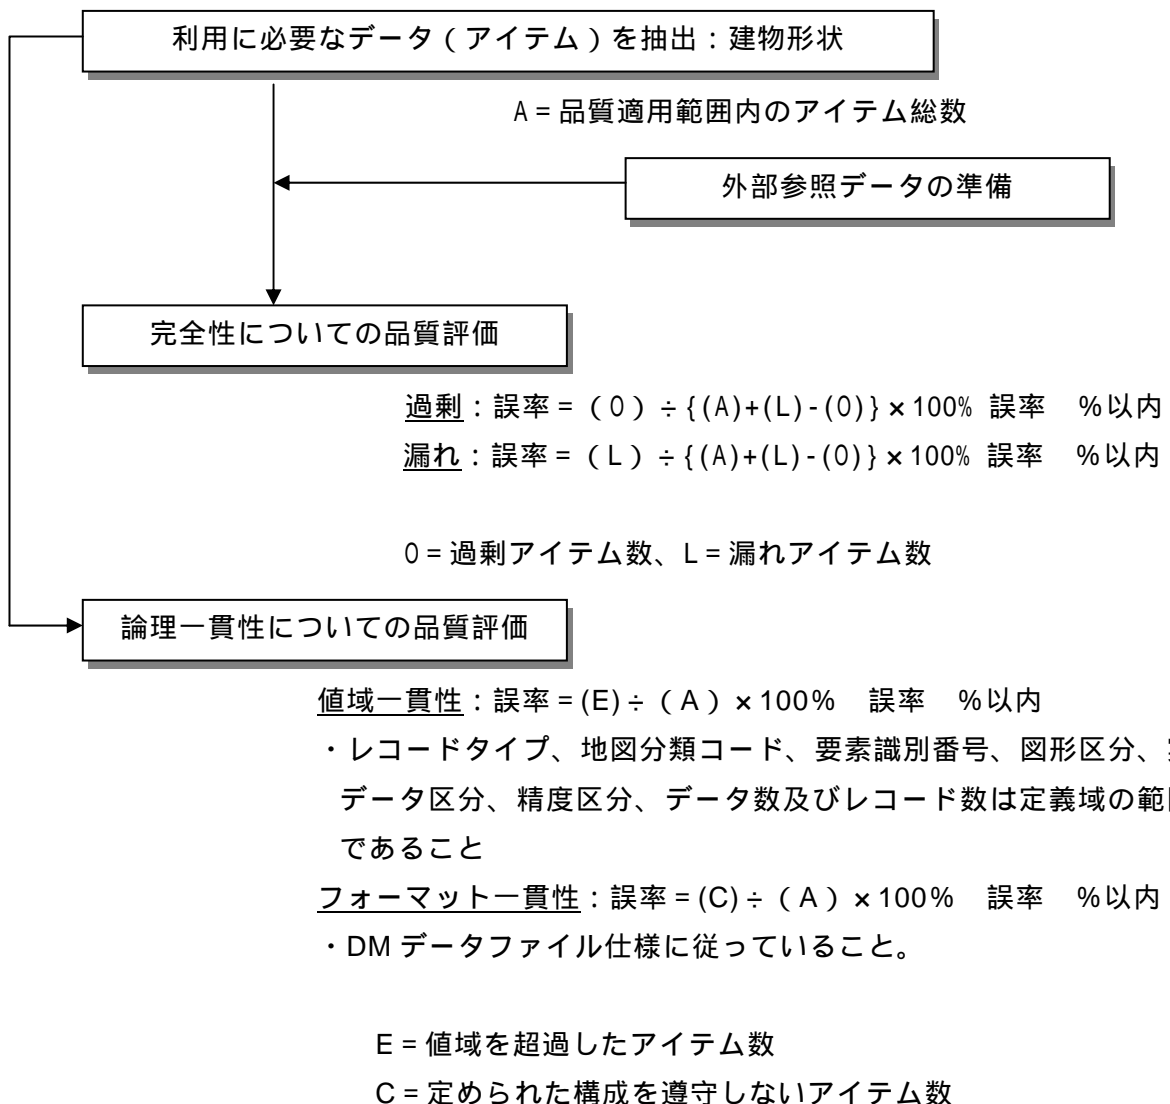 利用に必要なデータ（アイテム）を抽出：建物形状
A＝品質適用範囲内のアイテム総数
外部参照データの準備
完全性についての品質評価
過剰：誤率＝（O）÷{(A)+(L)-(O)}×100% 誤率　%以内
漏れ：誤率＝（L）÷{(A)+(L)-(O)}×100% 誤率　%以内
O＝過剰アイテム数、L＝漏れアイテム数
論理一貫性についての品質評価
値域一貫性：誤率＝(E)÷（A）×100%　誤率　%以内
・レコードタイプ、地図分類コード、要素識別番号、図形区分、
データ区分、精度区分、データ数及びレコード数は定義域の範
であること
フォーマット一貫性：誤率＝(C)÷（A）×100%　誤率　%以内
・DMデータファイル仕様に従っていること。
E＝値域を超過したアイテム数
C＝定められた構成を遵守しないアイテム数